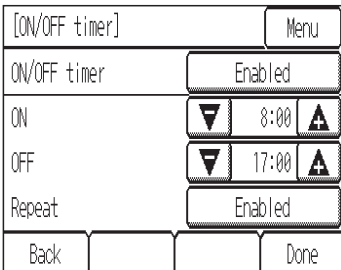 [ON/OFF timer] Menu
ON/OFF timer Enabled
ON 8:00
OFF 17:00
Repeat Enabled
Back Done